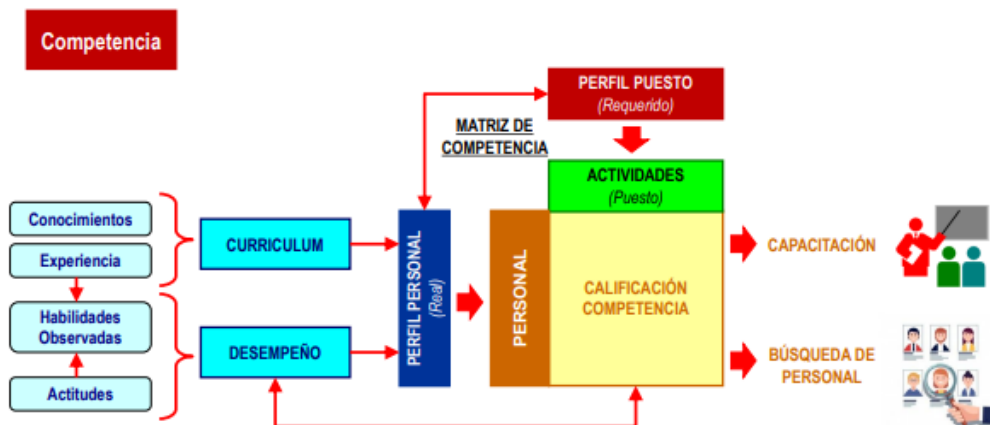 Competencia
PERFIL PUESTO
(Requerido)
MATRIZ DE
COMPETENCIA
ACTIVIDADES
(Puesto)
Conocimientos
Experiencia
Habilidades
Observadas
Actitudes
CURRICULUM
DESEMPEÑO
PERFIL PERSONAL
(Real)
PERSONAL
CALIFICACIÓN
COMPETENCIA
CAPACITACIÓN
BÚSQUEDA DE
PERSONAL